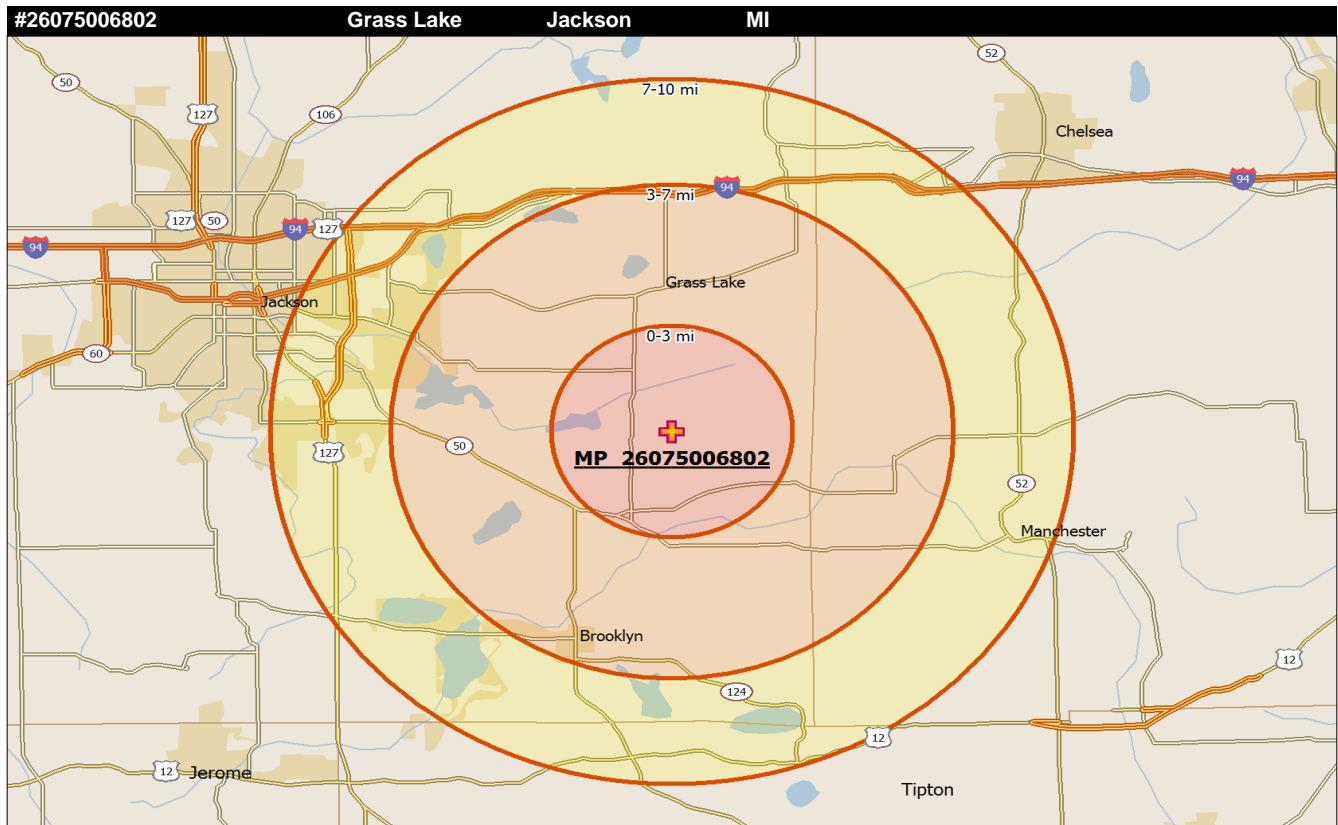 #26075006802 Grass Lake Jackson MI
52
50
7-10 mi
127
106
Chelsea
94
94
3-7 mi
127
50
94
127
94
Grass Lake
Jackson
0-3 mi
60
50
127
MP 26075006802
52
Manchester
Brooklyn
12
124
12
12
Jerome
Tipton